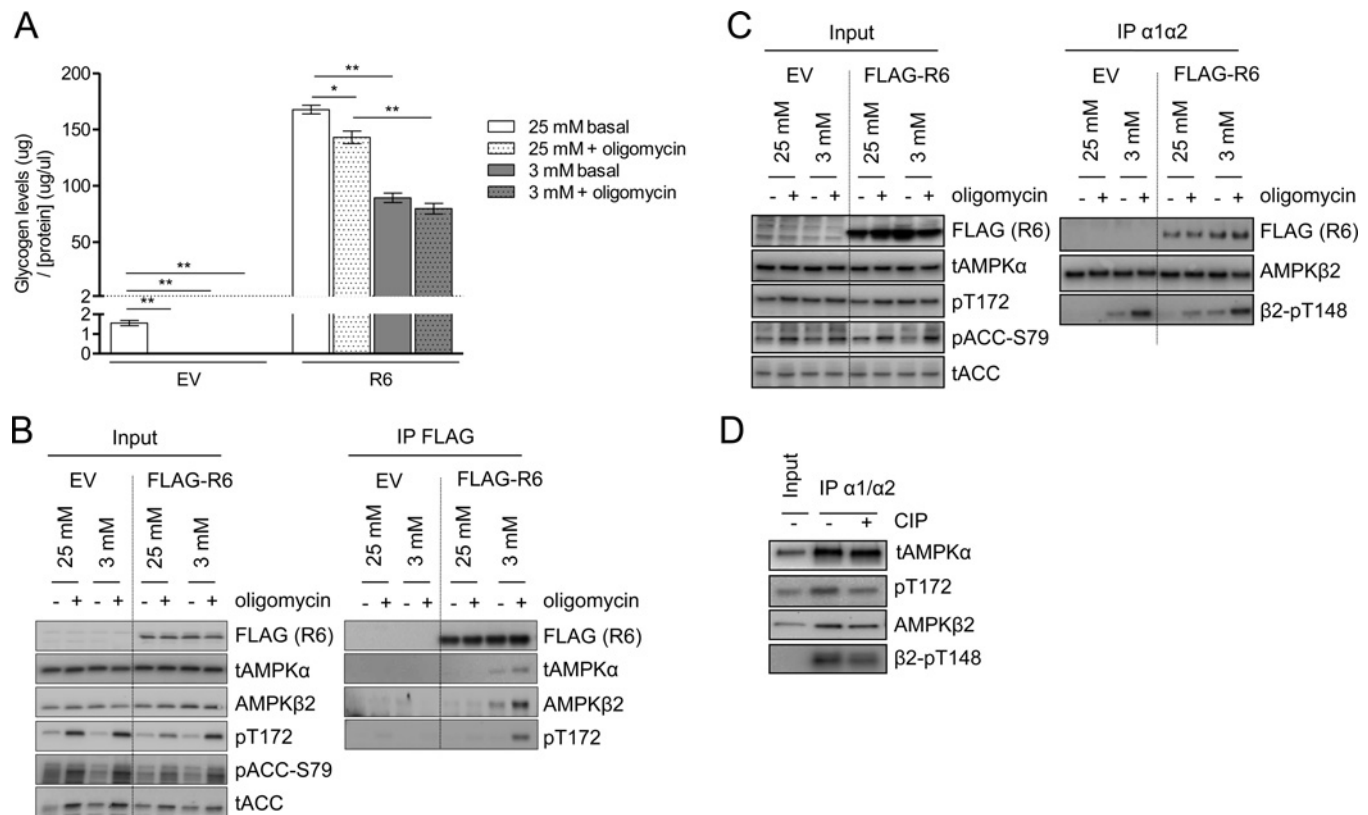 A
Glycogen levels (ug)
/ [protein] (ug/ul)
200
150
100
50
2
2
1
0
**
**
**
**
*
**
EV
R6
25 mM basal
25 mM + oligomycin
3 mM basal
3 mM + oligomycin
B
Input
IP FLAG
EV FLAG-R6
EV FLAG-R6
25 mM 3 mM 25 mM 3 mM
25 mM 3 mM 25 mM 3 mM
- + - + - + - + oligomycin
- + - + - + - + oligomycin
FLAG (R6)
tAMPKα
AMPKβ2
pT172
pACC-S79
tACC
FLAG (R6)
tAMPKα
AMPKβ2
pT172
C
Input
IP α1α2
EV FLAG-R6
EV FLAG-R6
25 mM 3 mM 25 mM 3 mM
25 mM 3 mM 25 mM 3 mM
- + - + - + - + oligomycin
- + - + - + - + oligomycin
FLAG (R6)
tAMPKα
pT172
pACC-S79
tACC
FLAG (R6)
AMPKβ2
β2-pT148
D
Input
IP α1/α2
- - + CIP
tAMPKα
pT172
AMPKβ2
β2-pT148